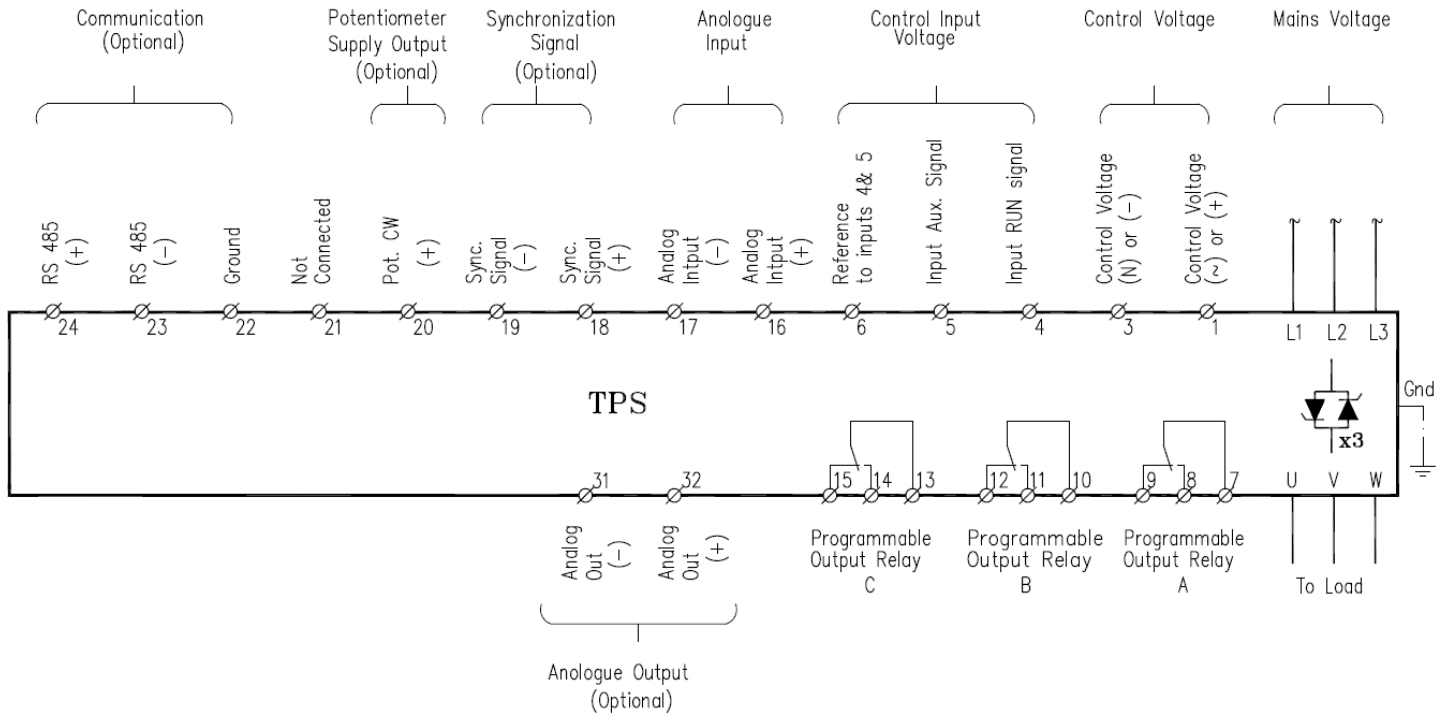 Communication
(Optional)
Potentiometer
Supply Output
(Optional)
Synchronization
Signal
(Optional)
Analogue
Input
Control Input
Voltage
Control Voltage
Mains Voltage
RS 485
(+)
RS 485
(-)
Ground
Not
Connected
Pot. CW
(+)
Sync.
Signal
(-)
Sync.
Signal
(+)
Analog
Intput
(-)
Analog
Intput
(+)
Reference
to inputs 4& 5
Input Aux. Signal
Input RUN signal
Control Voltage
(N) or (-)
Control Voltage
(~) or (+)
24
23
22
21
20
19
18
17
16
6
5
4
3
1
L1
L2
L3
TPS
x3
Gnd
31
32
15
14
13
12
11
10
9
8
7
U
V
W
Analog
Out
(-)
Analog
Out
(+)
Programmable
Output Relay
C
Programmable
Output Relay
B
Programmable
Output Relay
A
To Load
Anologue Output
(Optional)